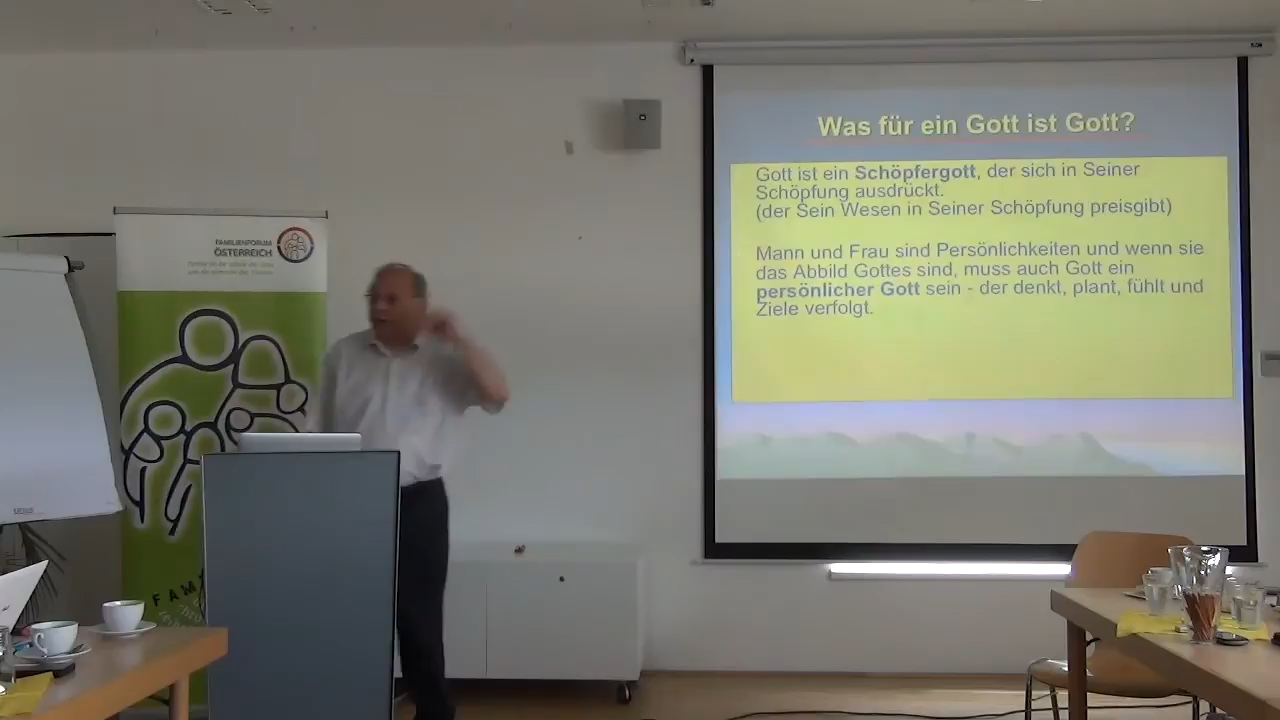 Was für ein Gott ist Gott?
Gott ist ein Schöpfergott, der sich in Seiner
Schöpfung ausdrückt.
(der Sein Wesen in Seiner Schöpfung preisgibt)
Mann und Frau sind Persönlichkeiten und wenn sie
das Abbild Gottes sind, muss auch Gott ein
persönlicher Gott sein - der denkt, plant, fühlt und
Ziele verfolgt.
FAMILIENFORUM
ÖSTERREICH